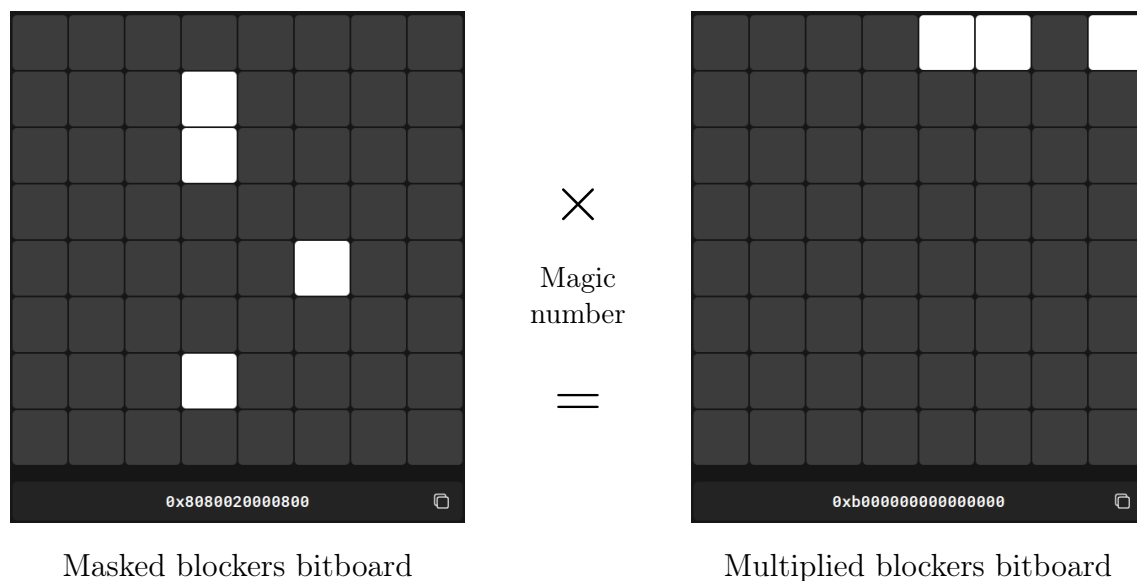 ×
Magic
number
=
0x8080020000800
0xb000000000000000
Masked blockers bitboard
Multiplied blockers bitboard